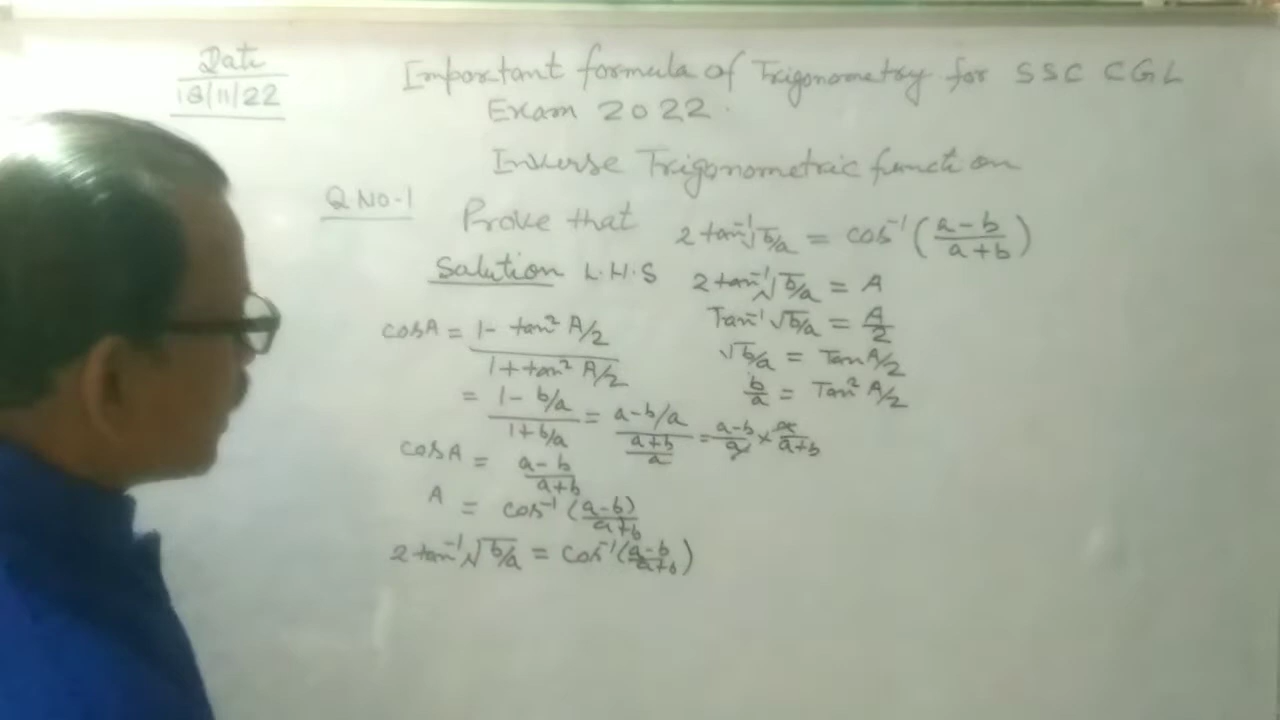 Date
18/11/22
Important formula of Trigonometry for SSC CGL
Exam 2022.
Inverse Trigonometric function
Q.No-1
Prove that 2 tan⁻¹√b/a = cos⁻¹ (a-b/a+b)
Solution L.H.S 2 tan⁻¹√b/a = A
Tan⁻¹ √b/a = A/2
√b/a = Tan A/2
b/a = Tan² A/2
cosA = 1- tan² A/2 / 1+tan² A/2
= 1- b/a / 1+b/a = a-b/a / a+b/a = a-b/a × a/a+b
cosA = a-b/a+b
A = cos⁻¹ (a-b/a+b)
2 tan⁻¹√b/a = Cos⁻¹(a-b/a+b)